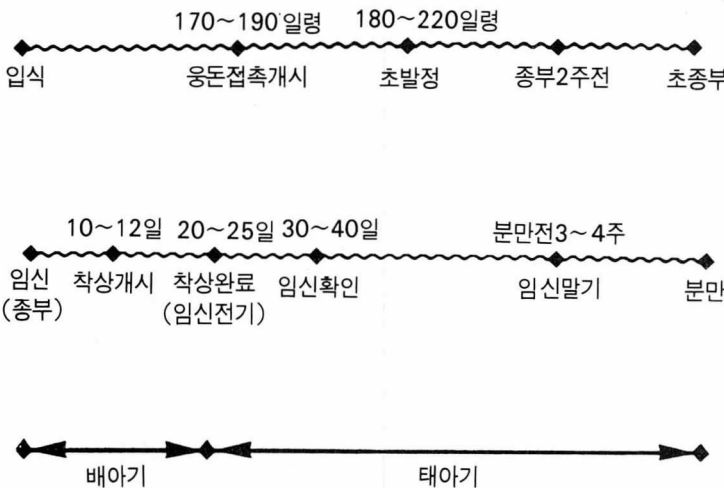 170～190일령 180～220일령
입식 웅돈접촉개시 초발정 종부2주전 초종부
10～12일 20～25일 30～40일 분만전3～4주
임신 착상개시 착상완료 임신확인 임신말기 분만
(종부) (임신전기)
배아기 태아기